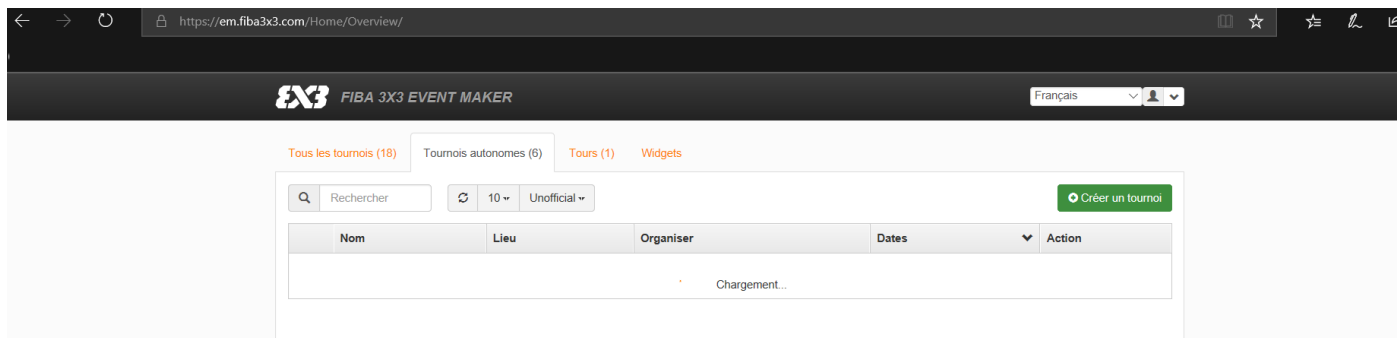 https://em.fiba3x3.com/Home/Overview/
3X3 FIBA 3X3 EVENT MAKER Français
Tous les tournois (18) Tournois autonomes (6) Tours (1) Widgets
Rechercher 10 Unofficial Créer un tournoi
Nom Lieu Organiser Dates Action
Chargement...